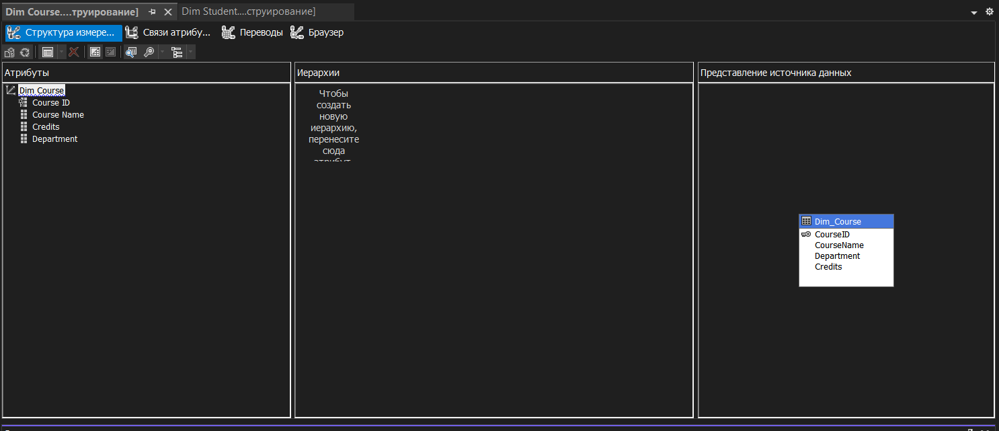 Dim Course....труирование]
Dim Student....струирование]
Структура измере...
Связи атрибу...
Переводы
Браузер
Атрибуты
Dim Course
Course ID
Course Name
Credits
Department
Иерархии
Чтобы
создать
новую
иерархию,
перенесите
сюда
атрибут.
Представление источника данных
Dim_Course
CourseID
CourseName
Department
Credits